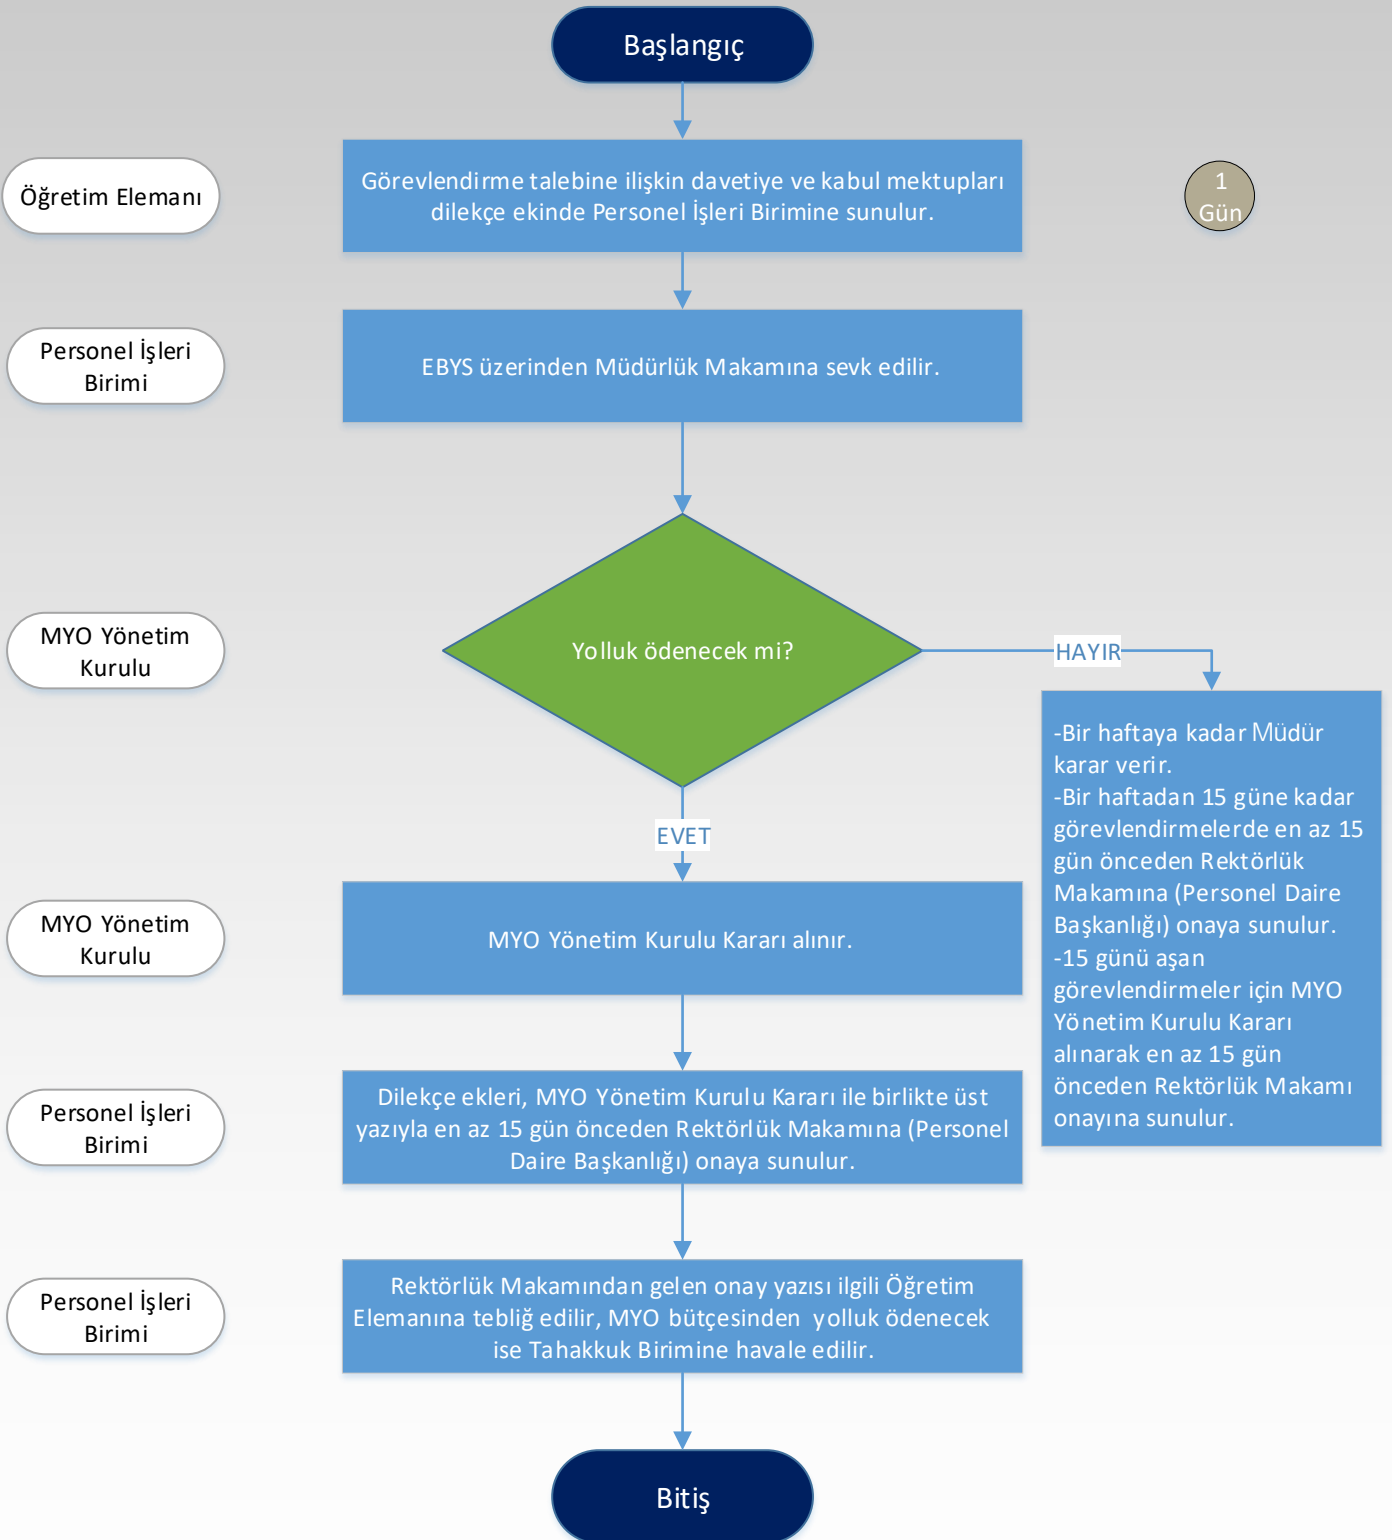 Başlangıç
Öğretim Elemanı
Görevlendirme talebine ilişkin davetiye ve kabul mektupları
dilekçe ekinde Personel İşleri Birimine sunulur.
1
Gün
Personel İşleri
Birimi
EBYS üzerinden Müdürlük Makamına sevk edilir.
MYO Yönetim
Kurulu
Yolluk ödenecek mi?
HAYIR
-Bir haftaya kadar Müdür
karar verir.
-Bir haftadan 15 güne kadar
görevlendirmelerde en az 15
gün önceden Rektörlük
Makamına (Personel Daire
Başkanlığı) onaya sunulur.
-15 günü aşan
görevlendirmeler için MYO
Yönetim Kurulu Kararı
alınarak en az 15 gün
önceden Rektörlük Makamı
onayına sunulur.
EVET
MYO Yönetim
Kurulu
MYO Yönetim Kurulu Kararı alınır.
Personel İşleri
Birimi
Dilekçe ekleri, MYO Yönetim Kurulu Kararı ile birlikte üst
yazıyla en az 15 gün önceden Rektörlük Makamına (Personel
Daire Başkanlığı) onaya sunulur.
Personel İşleri
Birimi
Rektörlük Makamından gelen onay yazısı ilgili Öğretim
Elemanına tebliğ edilir, MYO bütçesinden yolluk ödenecek
ise Tahakkuk Birimine havale edilir.
Bitiş